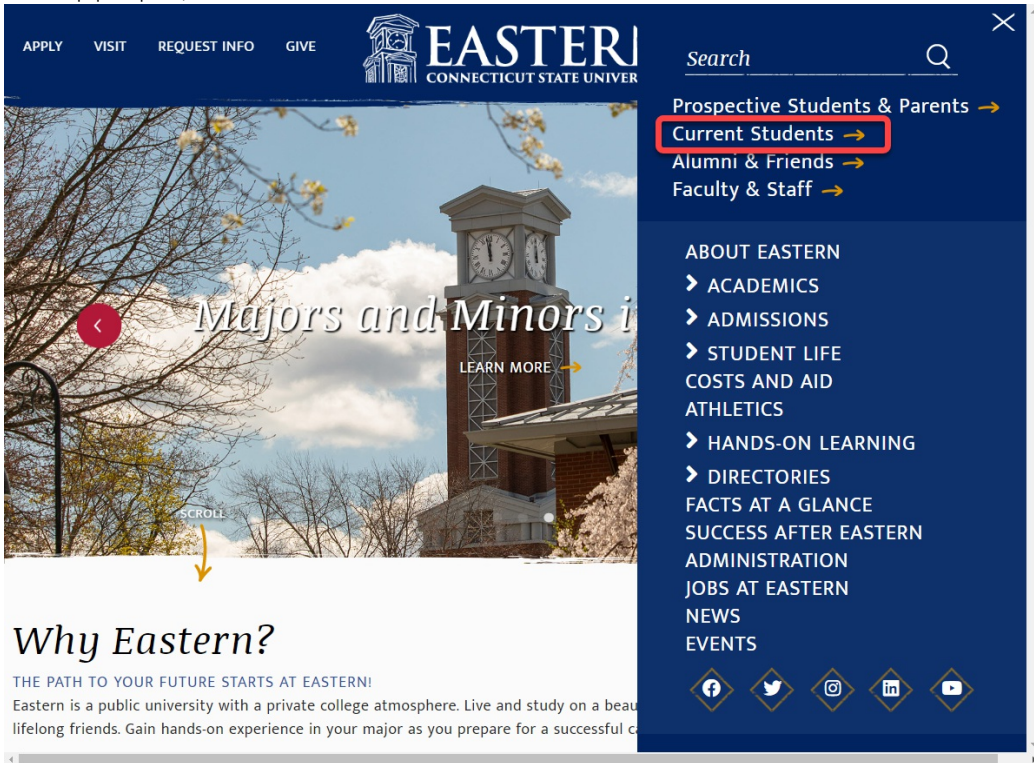 APPLY VISIT REQUEST INFO GIVE
EASTER
CONNECTICUT STATE UNIVER
Search
Prospective Students & Parents →
Current Students →
Alumni & Friends →
Faculty & Staff →
Majors and Minors i
LEARN MORE →
SCROLL
ABOUT EASTERN
ACADEMICS
ADMISSIONS
STUDENT LIFE
COSTS AND AID
ATHLETICS
HANDS-ON LEARNING
DIRECTORIES
FACTS AT A GLANCE
SUCCESS AFTER EASTERN
ADMINISTRATION
JOBS AT EASTERN
NEWS
EVENTS
Why Eastern?
THE PATH TO YOUR FUTURE STARTS AT EASTERN!
Eastern is a public university with a private college atmosphere. Live and study on a beau
lifelong friends. Gain hands-on experience in your major as you prepare for a successful c